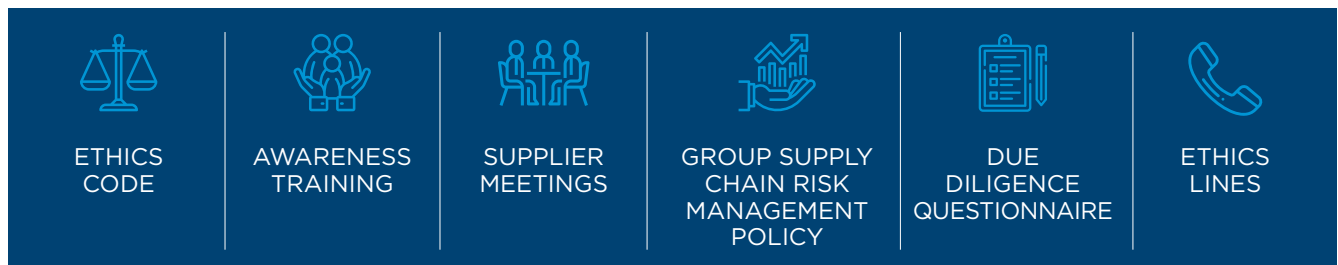 ETHICS
CODE
AWARENESS
TRAINING
SUPPLIER
MEETINGS
GROUP SUPPLY
CHAIN RISK
MANAGEMENT
POLICY
DUE
DILIGENCE
QUESTIONNAIRE
ETHICS
LINES